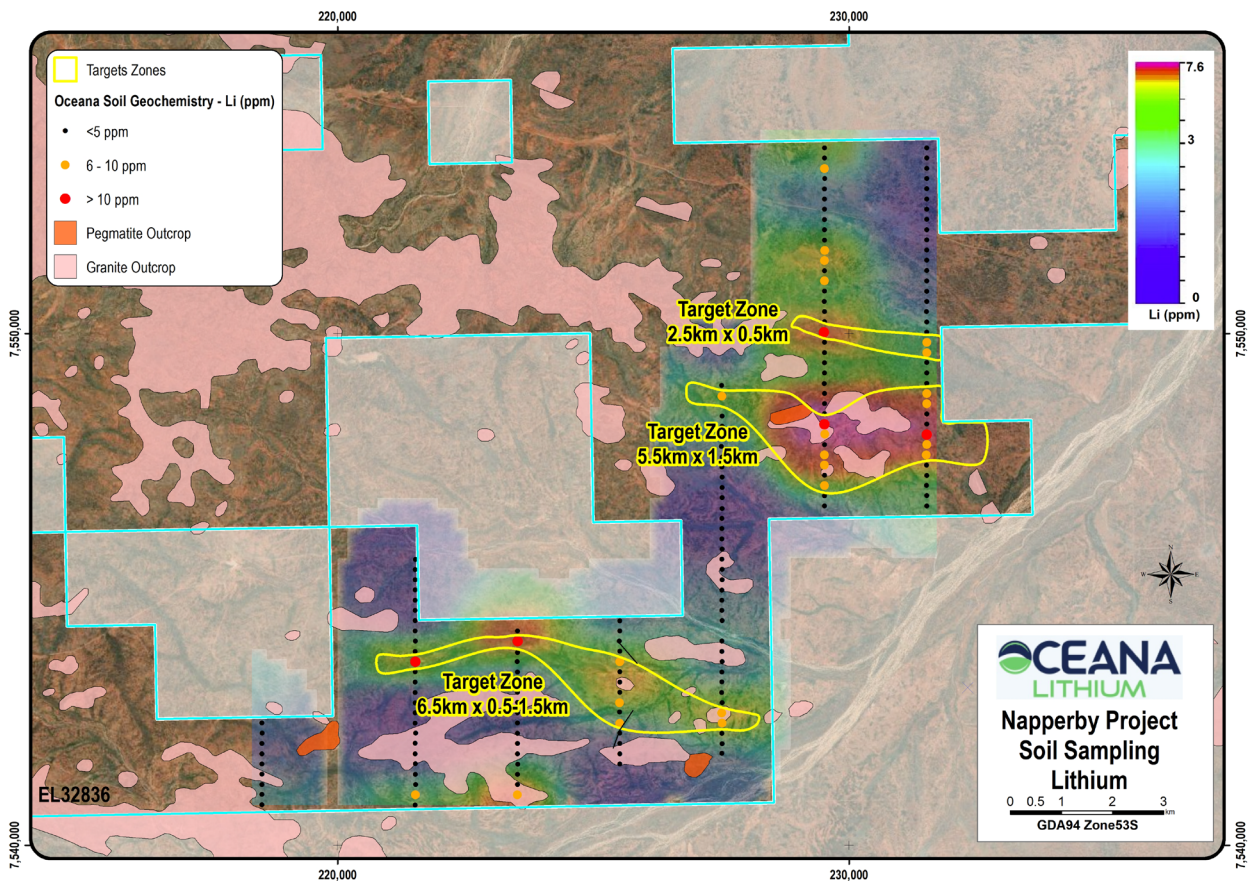 220,000
230,000
Targets Zones
Oceana Soil Geochemistry - Li (ppm)
<5 ppm
6 - 10 ppm
> 10 ppm
Pegmatite Outcrop
Granite Outcrop
7.6
3
0
Li (ppm)
7,550,000
7,550,000
Target Zone
2.5km x 0.5km
Target Zone
5.5km x 1.5km
Target Zone
6.5km x 0.5-1.5km
N
W
E
S
EL32836
OCEANA
LITHIUM
Napperby Project
Soil Sampling
Lithium
0 0.5 1 2 3
km
GDA94 Zone53S
7,540,000
7,540,000
220,000
230,000